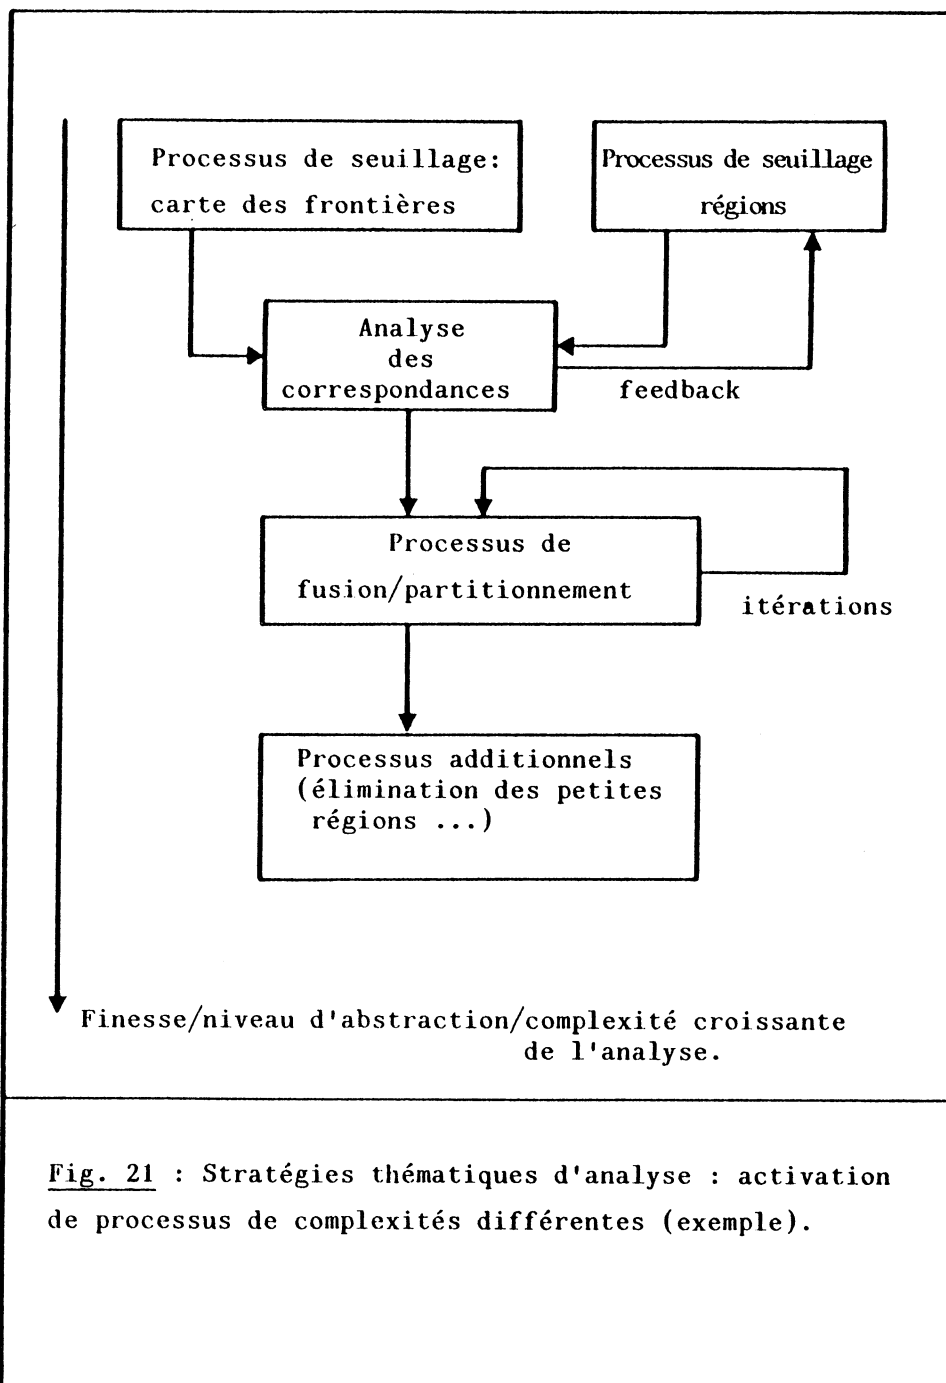 Processus de seuillage:
carte des frontières
Processus de seuillage
régions
Analyse
des
correspondances
feedback
Processus de
fusion/partitionnement
itérations
Processus additionnels
(élimination des petites
régions ...)
Finesse/niveau d'abstraction/complexité croissante
de l'analyse.
Fig. 21 : Stratégies thématiques d'analyse : activation
de processus de complexités différentes (exemple).